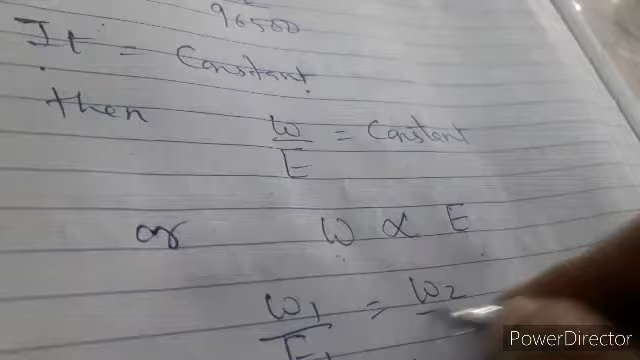 96500
It = Constant
then
w/E = Constant
or w ∝ E
w1/E1 = w2
PowerDirector